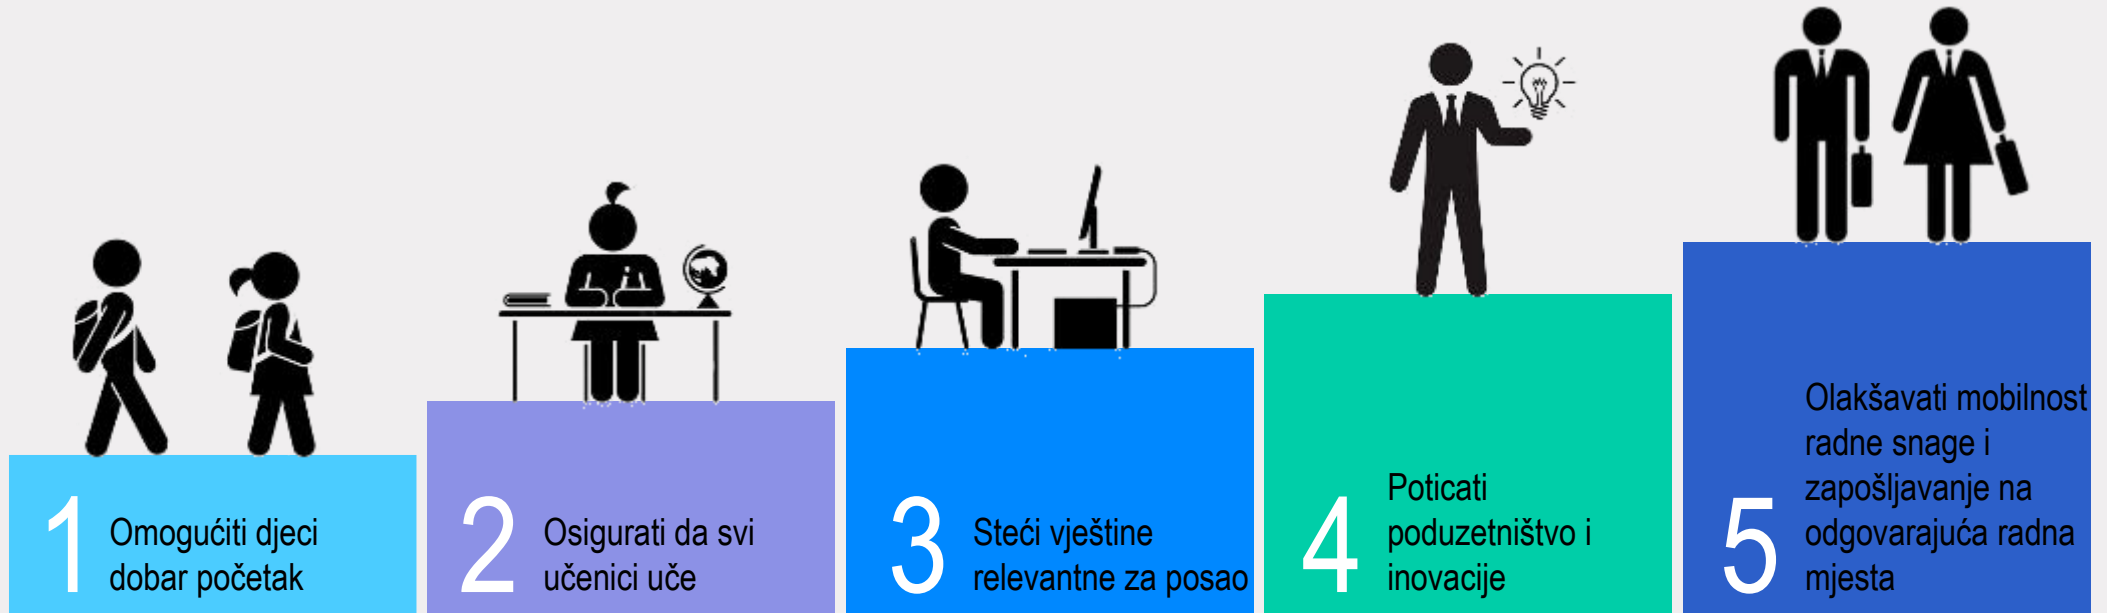 1
Omogućiti djeci
dobar početak
2
Osigurati da svi
učenici uče
3
Steći vještine
relevantne za posao
4
Poticati
poduzetništvo i
inovacije
5
Olakšavati mobilnost
radne snage i
zapošljavanje na
odgovarajuća radna
mjesta